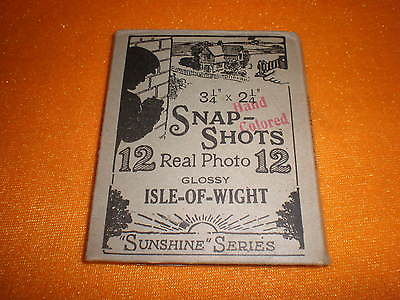 3¼" x 2¼"
Hand Colored
SNAP-
SHOTS
12 Real Photo 12
GLOSSY
ISLE-OF-WIGHT
"SUNSHINE" SERIES